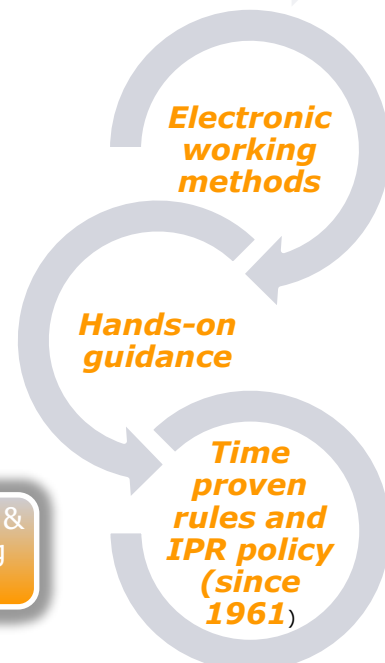 Electronic
working
methods
Hands-on
guidance
Time
proven
rules and
IPR policy
(since
1961)
&
g